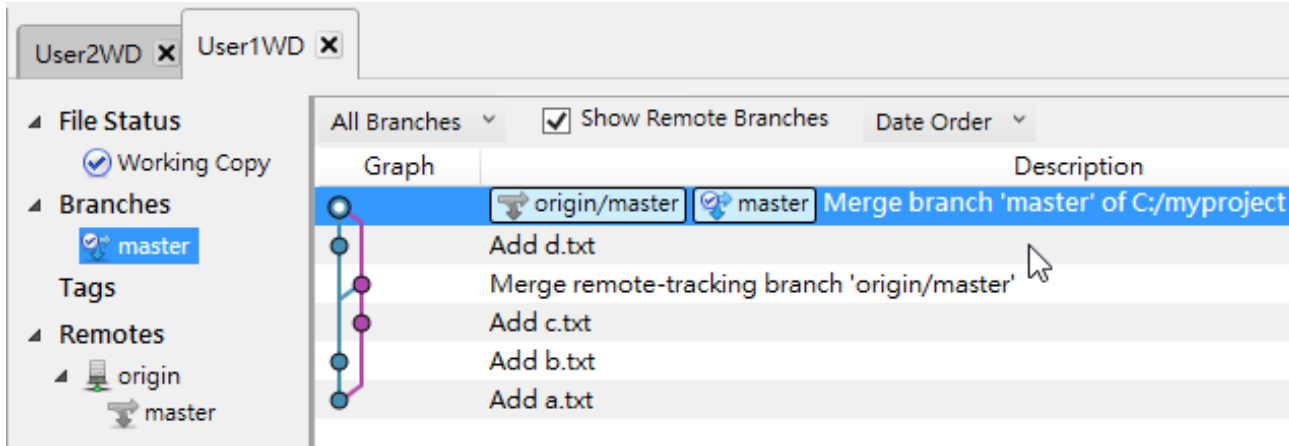 User2WD User1WD
File Status
Working Copy
Branches
master
Tags
Remotes
origin
master
All Branches Show Remote Branches Date Order
Graph Description
origin/master master Merge branch 'master' of C:/myproject
Add d.txt
Merge remote-tracking branch 'origin/master'
Add c.txt
Add b.txt
Add a.txt